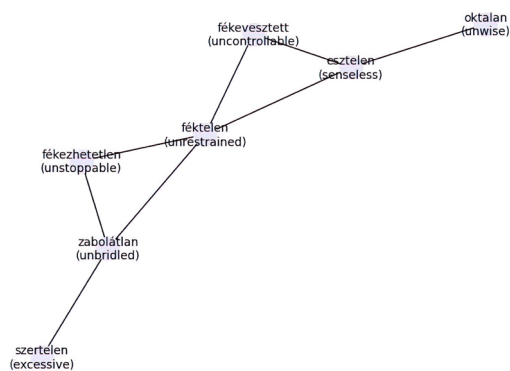 oktalan
(unwise)
fékevesztett
(uncontrollable)
esztelen
(senseless)
féktelen
(unrestrained)
fékezhetetlen
(unstoppable)
zabolátlan
(unbridled)
szertelen
(excessive)